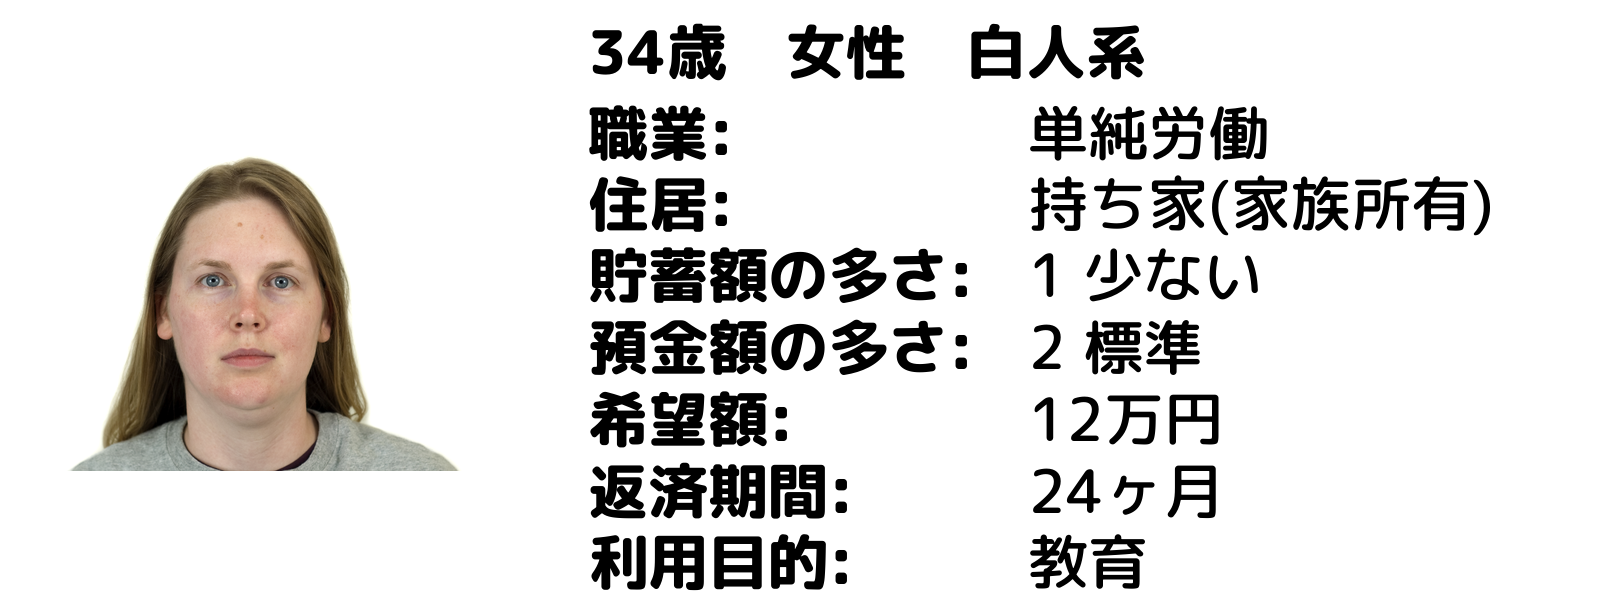 34歳　女性　白人系
職業: 単純労働
住居: 持ち家(家族所有)
貯蓄額の多さ: 1 少ない
預金額の多さ: 2 標準
希望額: 12万円
返済期間: 24ヶ月
利用目的: 教育